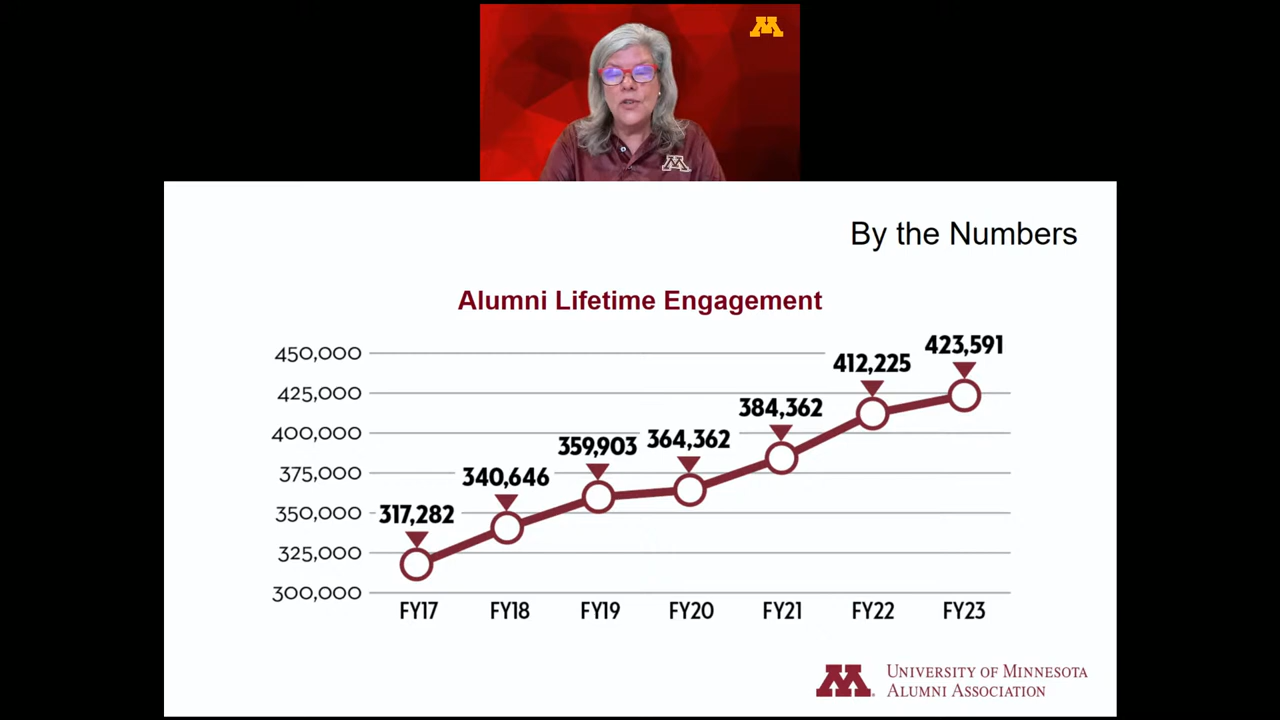 By the Numbers
Alumni Lifetime Engagement
450,000
425,000
400,000
375,000
350,000
325,000
300,000
317,282
340,646
359,903
364,362
384,362
412,225
423,591
FY17 FY18 FY19 FY20 FY21 FY22 FY23
M
M
M
UNIVERSITY OF MINNESOTA
ALUMNI ASSOCIATION